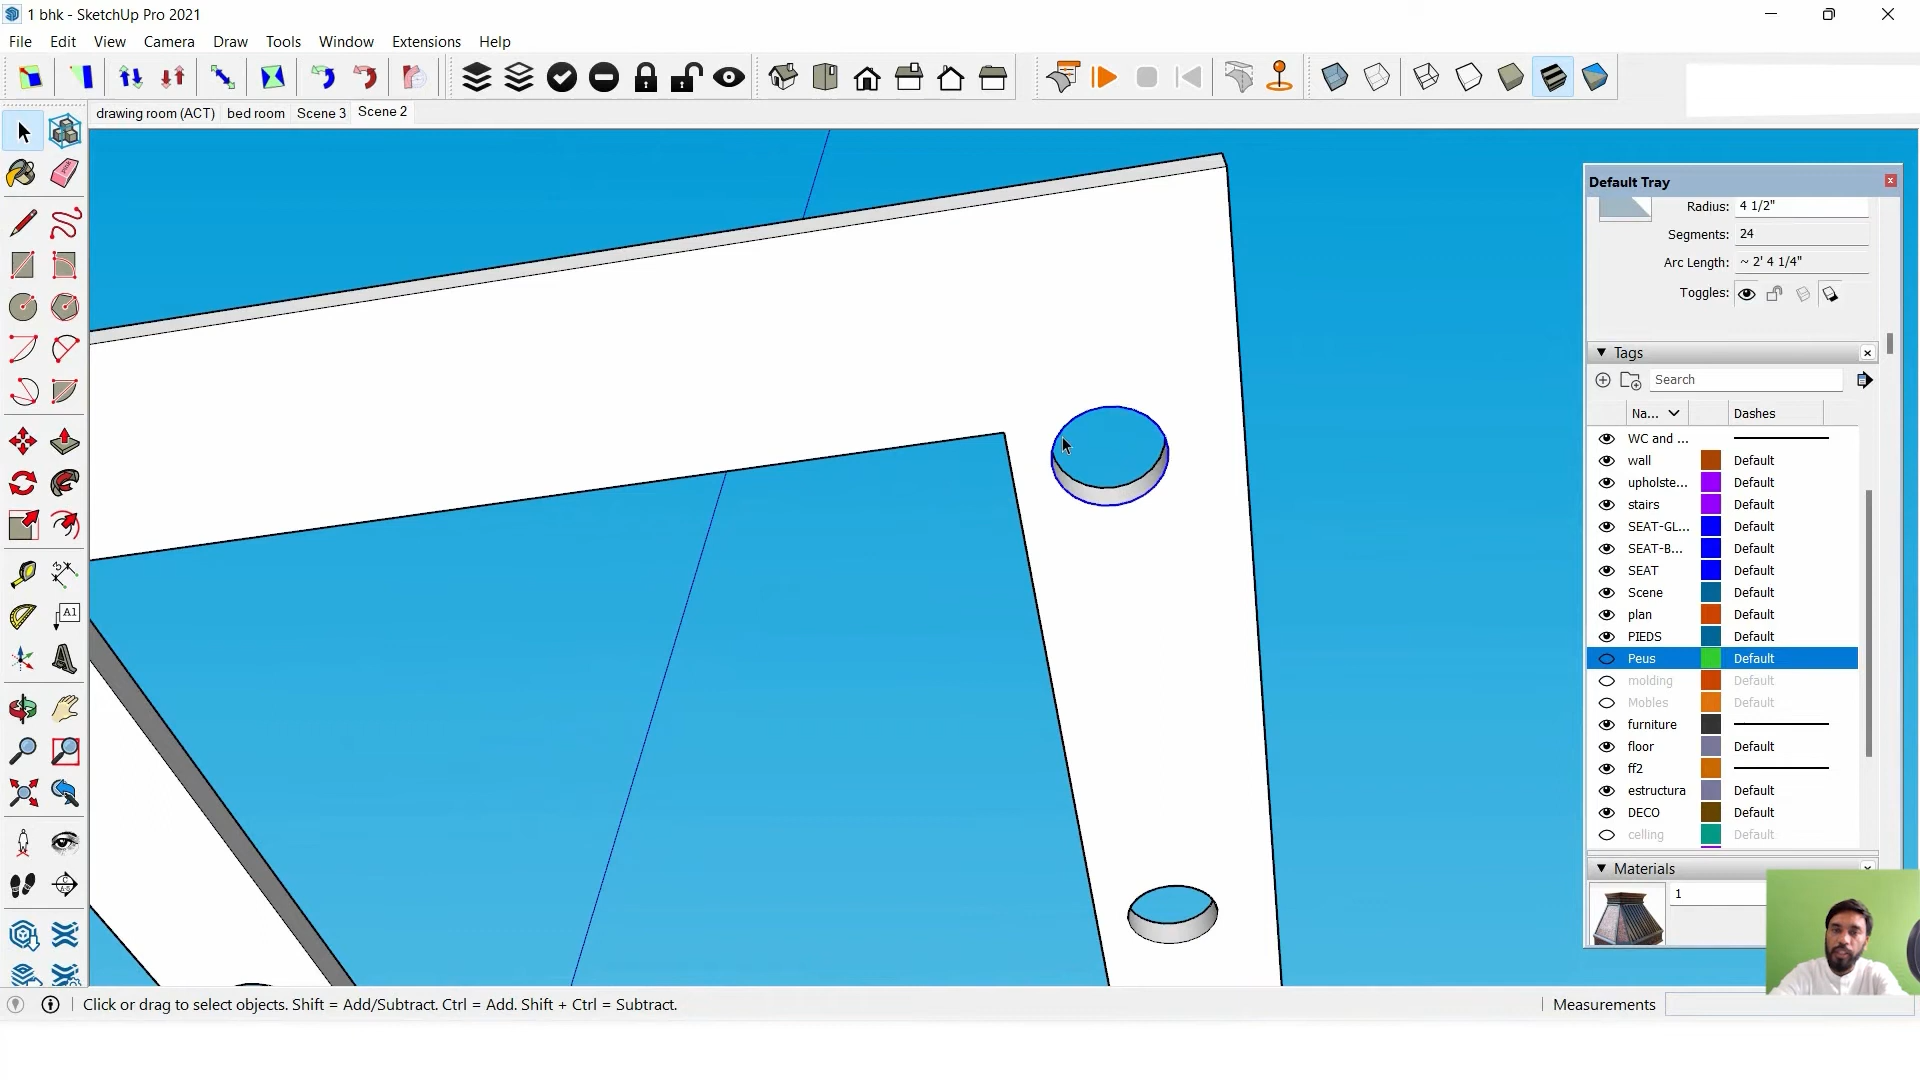 1 bhk - SketchUp Pro 2021
File Edit View Camera Draw Tools Window Extensions Help
drawing room (ACT) bed room Scene 3 Scene 2
Default Tray
Radius: 4 1/2"
Segments: 24
Arc Length: ~ 2' 4 1/4"
Toggles:
Tags
Search
Na... Dashes
WC and ...
wall Default
upholste... Default
stairs Default
SEAT-GL... Default
SEAT-B... Default
SEAT Default
Scene Default
plan Default
PIEDS Default
Peus Default
molding Default
Mobles Default
furniture
floor Default
ff2
estructura Default
DECO Default
celling Default
Materials
1
A1
Click or drag to select objects. Shift = Add/Subtract. Ctrl = Add. Shift + Ctrl = Subtract.
Measurements